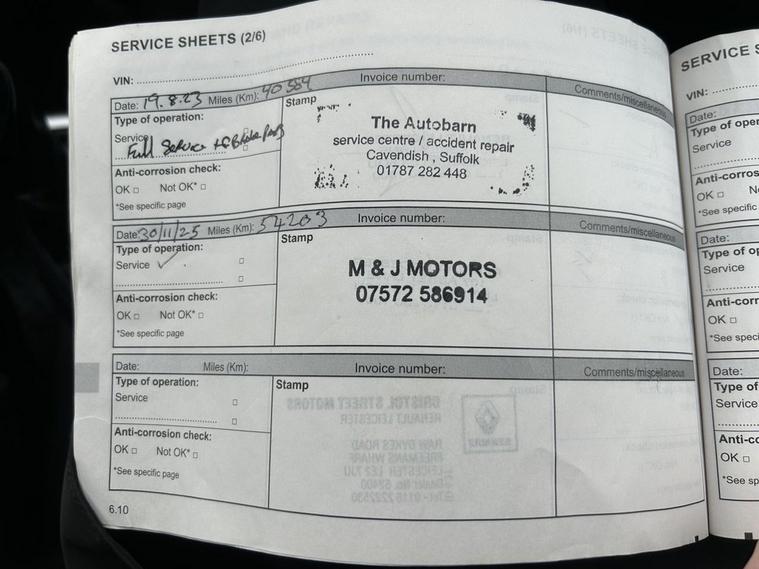 SERVICE SHEETS (2/6)
VIN:
Date: 19.8.23 Miles (Km): 40584 Invoice number: Comments/miscellaneous
Type of operation:
Service
Full Service + Brake Pads
Anti-corrosion check:
OK □ Not OK* □
*See specific page
Stamp
The Autobarn
service centre / accident repair
Cavendish , Suffolk
01787 282 448
Date: 30/11/25 Miles (Km): 54203 Invoice number: Comments/miscellaneous
Type of operation:
Service ✓ □
□
Anti-corrosion check:
OK □ Not OK* □
*See specific page
Stamp
M & J MOTORS
07572 586914
Date: Miles (Km): Invoice number: Comments/miscellaneous
Type of operation:
Service □
□
Anti-corrosion check:
OK □ Not OK* □
*See specific page
Stamp
6.10
SERVICE S
VIN:
Date:
Type of oper
Service
Anti-corros
OK □ No
*See specific
Date:
Type of op
Service
Anti-corr
OK □
*See speci
Date:
Type of
Service
Anti-c
OK □
*See sp